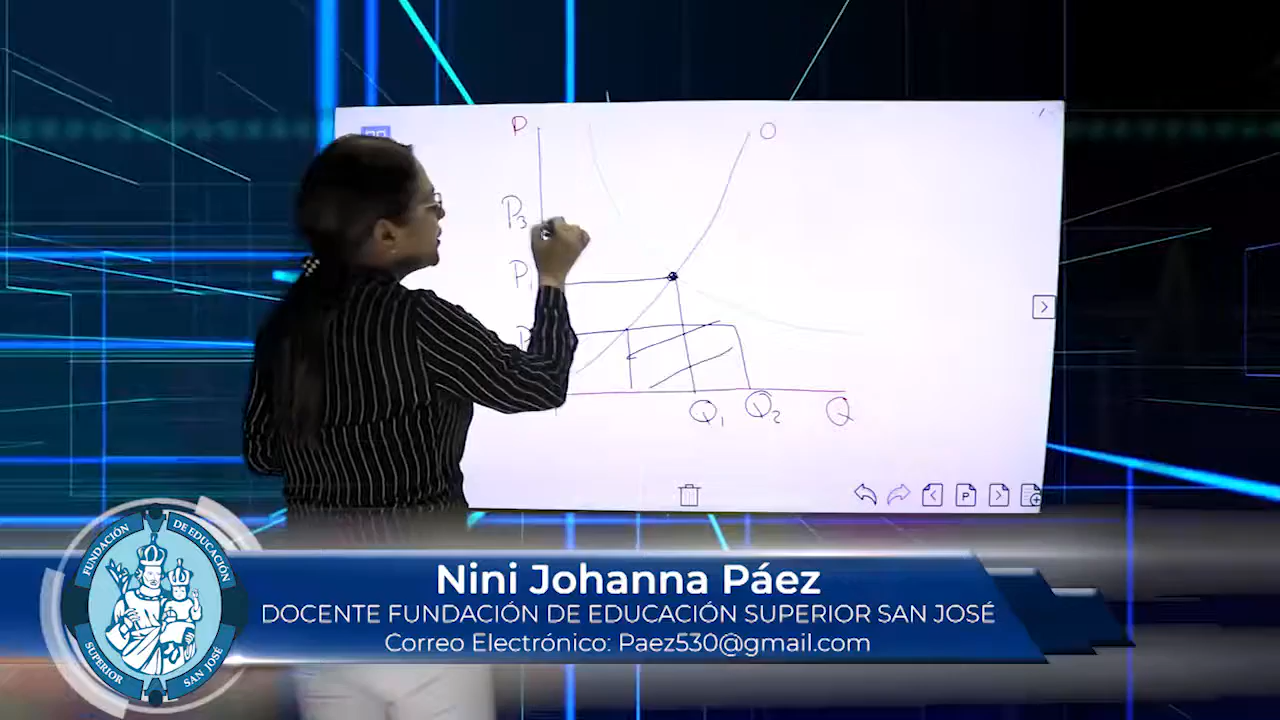 P
O
P₃
P₁
P
Q₁
Q₂
Q
P
FUNDACIÓN
DE EDUCACIÓN
SUPERIOR
SAN JOSÉ
Nini Johanna Páez
DOCENTE FUNDACIÓN DE EDUCACIÓN SUPERIOR SAN JOSÉ
Correo Electrónico: Paez530@gmail.com